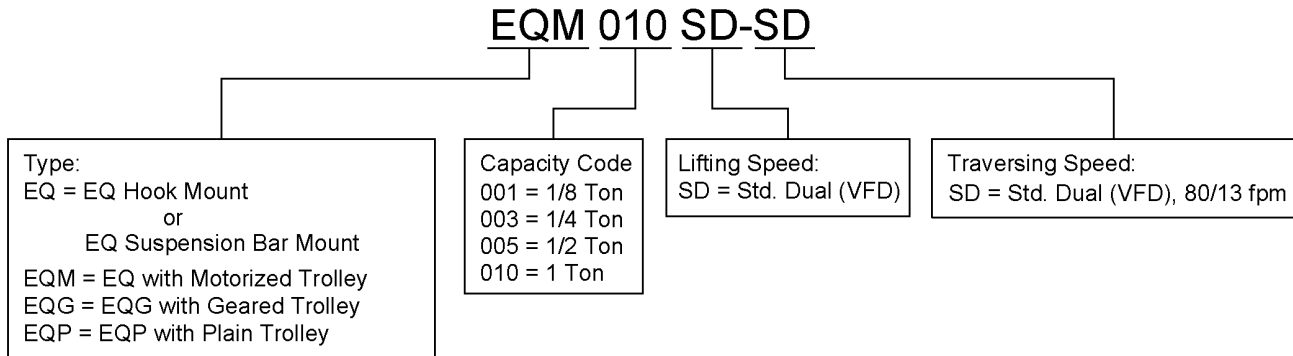 EQM 010 SD-SD
Type:
EQ = EQ Hook Mount
or
EQ Suspension Bar Mount
EQM = EQ with Motorized Trolley
EQG = EQG with Geared Trolley
EQP = EQP with Plain Trolley
Capacity Code
001 = 1/8 Ton
003 = 1/4 Ton
005 = 1/2 Ton
010 = 1 Ton
Lifting Speed:
SD = Std. Dual (VFD)
Traversing Speed:
SD = Std. Dual (VFD), 80/13 fpm